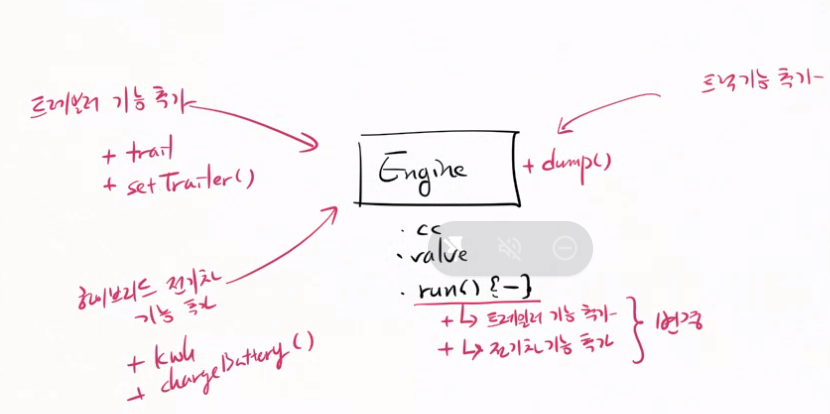 트레일러 기능 추가
+ trail
+ setTrailer()
트럭기능 추가
Engine
+ dump()
· cc
· value
· run() {~}
+ ↳ 트레일러 기능 추가
+ ↳ 전기차 기능 추가
변경
하이브리드 전기차
기능 추가
+ kwh
+ chargeBattery()